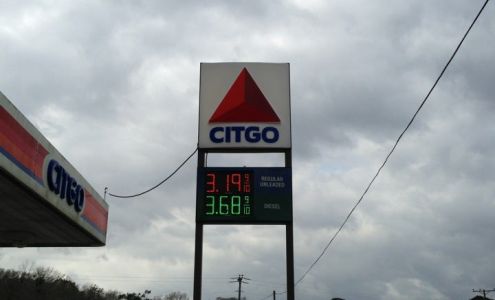 CITGO
3.19 9/10 REGULAR
UNLEADED
3.68 9/10 DIESEL
CITGO